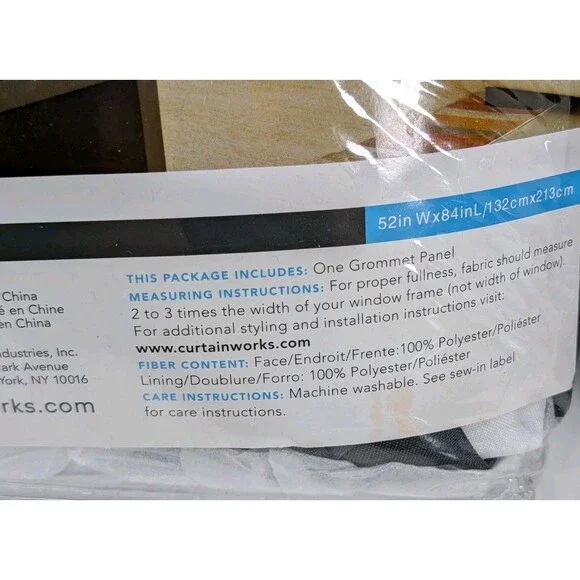 52in Wx84inL/132cmx213cm
THIS PACKAGE INCLUDES: One Grommet Panel
MEASURING INSTRUCTIONS: For proper fullness, fabric should measure
2 to 3 times the width of your window frame (not width of window).
For additional styling and installation instructions visit:
www.curtainworks.com
FIBER CONTENT: Face/Endroit/Frente:100% Polyester/Poliéster
Lining/Doublure/Forro: 100% Polyester/Poliéster
CARE INSTRUCTIONS: Machine washable. See sew-in label
for care instructions.
China
é en Chine
en China
ndustries, Inc.
ark Avenue
York, NY 10016
orks.com